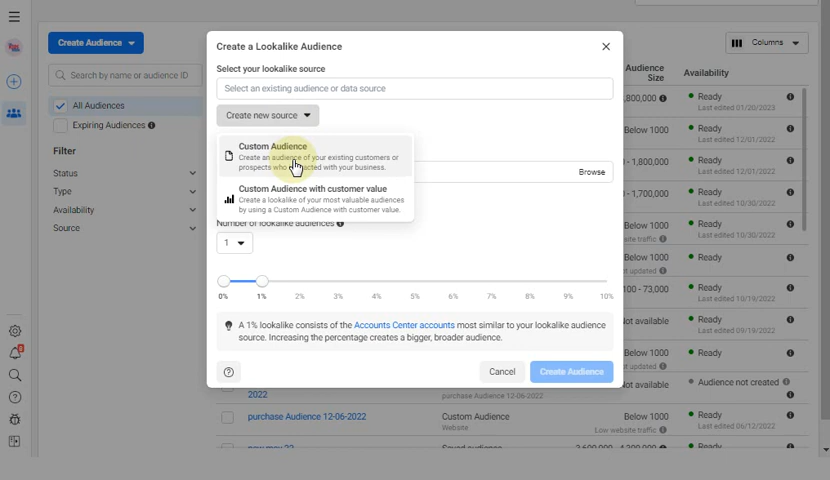 Create a Lookalike Audience
Select your lookalike source
Select an existing audience or data source
Create new source
Custom Audience
Create an audience of your existing customers or
prospects who interacted with your business.
Custom Audience with customer value
Create a lookalike of your most valuable audiences
by using a Custom Audience with customer value.
Browse
Number of lookalike audiences
1
0% 1% 2% 3% 4% 5% 6% 7% 8% 9% 10%
A 1% lookalike consists of the Accounts Center accounts most similar to your lookalike audience
source. Increasing the percentage creates a bigger, broader audience.
Cancel
Create Audience
Create Audience
Search by name or audience ID
All Audiences
Expiring Audiences
Filter
Status
Type
Availability
Source
Columns
Audience
Size
Availability
,800,000
Ready
Last edited 01/20/2023
Below 1000
Ready
Last edited 12/01/2022
0 - 1,800,000
Ready
Last edited 12/01/2022
0 - 1,700,000
Ready
Last edited 10/30/2022
Below 1000
Ready
site traffic
Last edited 10/30/2022
Below 1000
Ready
t updated
100 - 73,000
Ready
Last edited 10/19/2022
Not available
Ready
Last edited 09/19/2022
Below 1000
Ready
t updated
Not available
Audience not created
2022
purchase Audience 12-06-2022
purchase Audience 12-06-2022
Custom Audience
Below 1000
Ready
Website
Low website traffic
Last edited 06/12/2022
Saved audience
Ready